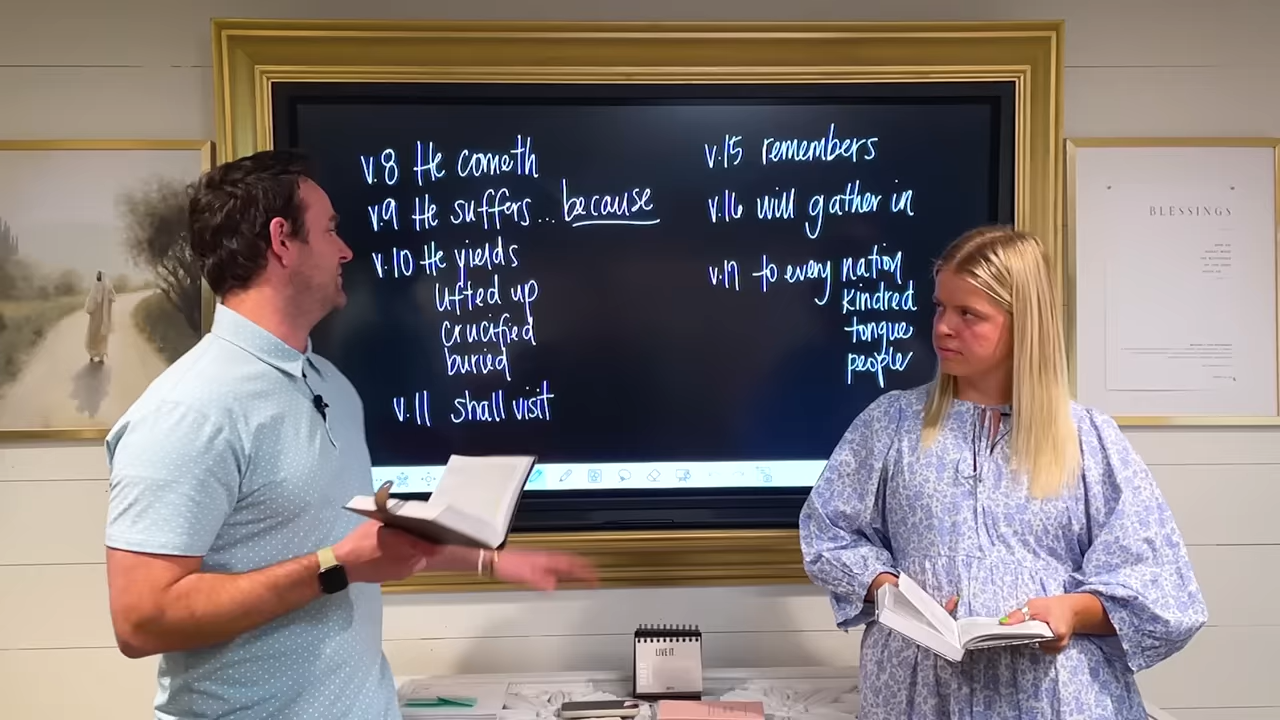 v.8 He cometh
v.9 He suffers... because
v.10 He yields
lifted up
crucified
buried
v.11 shall visit
v.15 remembers
v.16 will gather in
v.17 to every nation
kindred
tongue
people
BLESSINGS
LIVE IT